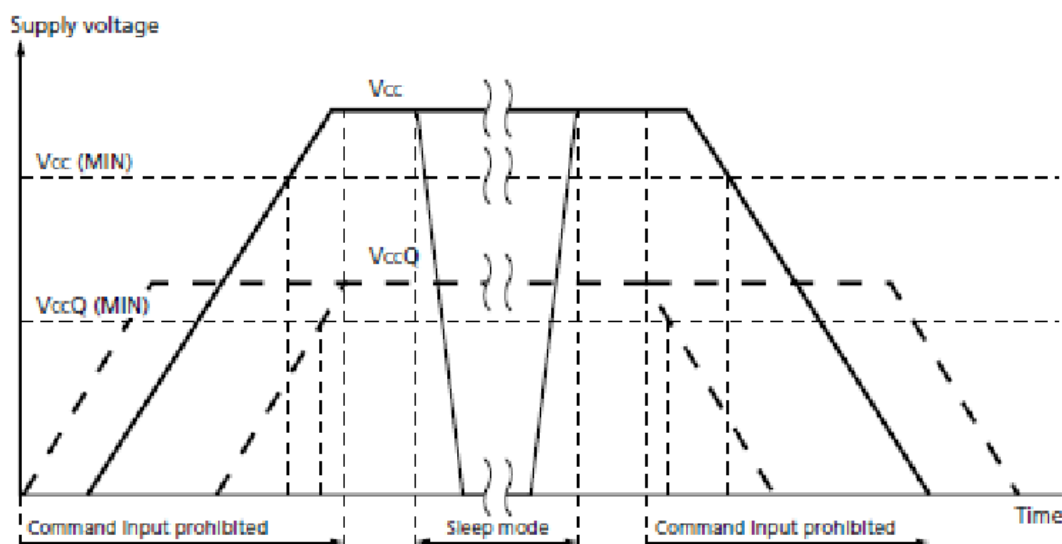 Supply voltage
Vcc
Vcc (MIN)
VccQ
VccQ (MIN)
Time
Command input prohibited
Sleep mode
Command input prohibited